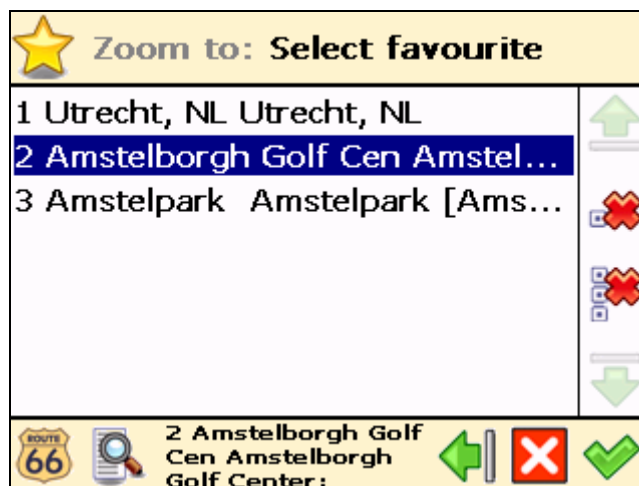 Zoom to: Select favourite
1 Utrecht, NL Utrecht, NL
2 Amstelborgh Golf Cen Amstel...
3 Amstelpark Amstelpark [Ams...
ROUTE
66
2 Amstelborgh Golf
Cen Amstelborgh
Golf Center: